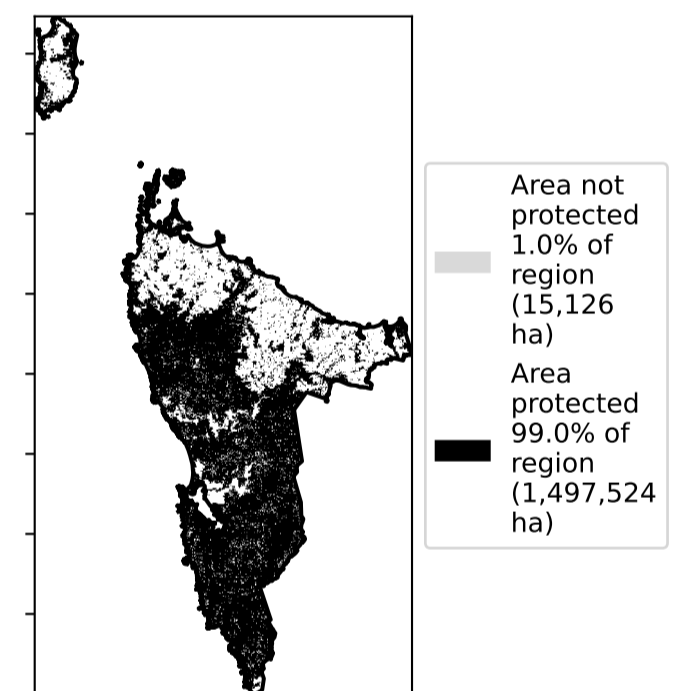 Area not
protected
1.0% of
region
(15,126
ha)
Area
protected
99.0% of
region
(1,497,524
ha)